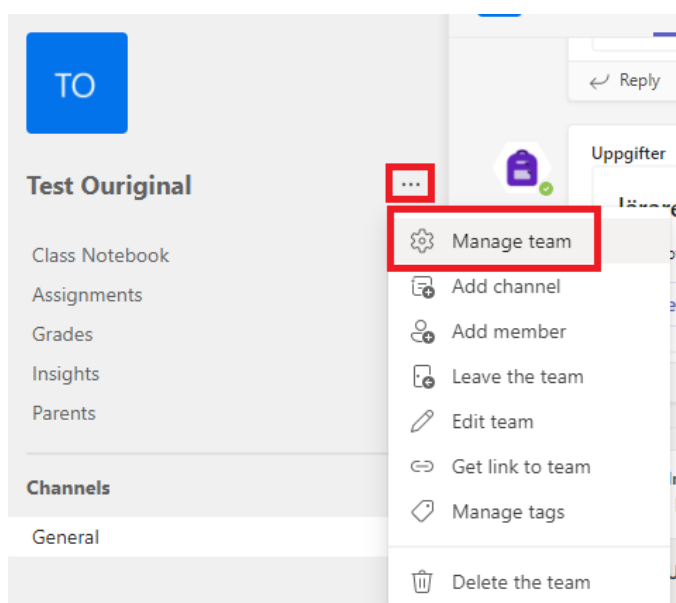 TO
Test Ouriginal
...
Class Notebook
Assignments
Grades
Insights
Parents
Channels
General
Reply
Uppgifter
Manage team
Add channel
Add member
Leave the team
Edit team
Get link to team
Manage tags
Delete the team